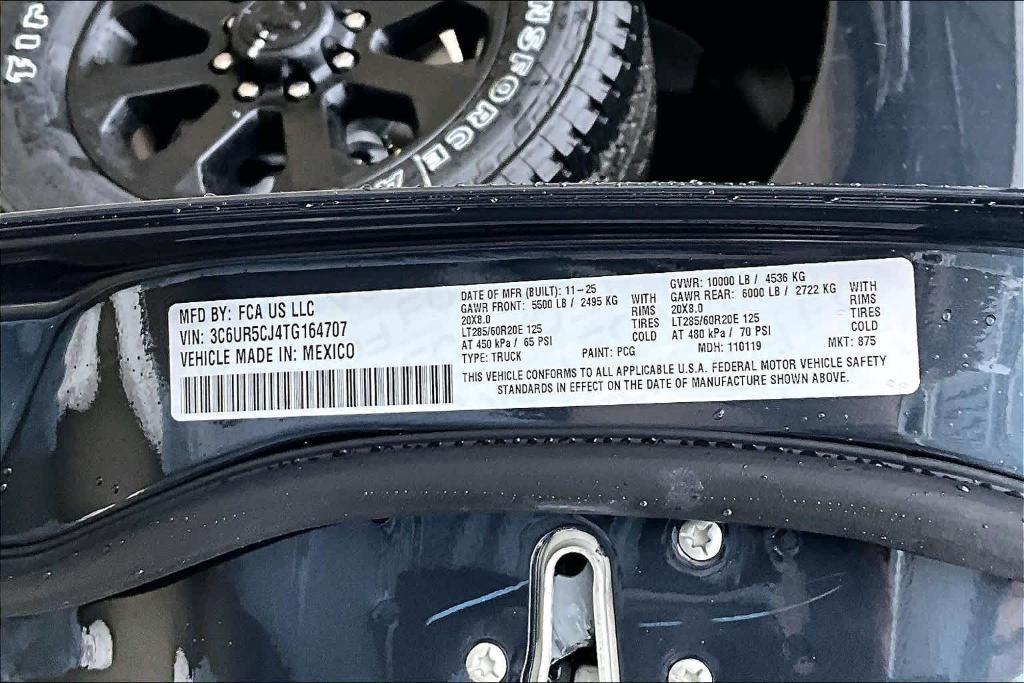 NSFORCE A
MFD BY: FCA US LLC
VIN: 3C6UR5CJ4TG164707
VEHICLE MADE IN: MEXICO
DATE OF MFR (BUILT): 11-25
GAWR FRONT: 5500 LB / 2495 KG
20X8.0
LT285/60R20E 125
AT 450 kPa / 65 PSI
WITH
RIMS
TIRES
COLD
TYPE: TRUCK
PAINT: PCG
GVWR: 10000 LB / 4536 KG
GAWR REAR: 6000 LB / 2722 KG
20X8.0
LT285/60R20E 125
AT 480 kPa / 70 PSI
WITH
RIMS
TIRES
COLD
MDH: 110119
MKT: 875
THIS VEHICLE CONFORMS TO ALL APPLICABLE U.S.A. FEDERAL MOTOR VEHICLE SAFETY
STANDARDS IN EFFECT ON THE DATE OF MANUFACTURE SHOWN ABOVE.